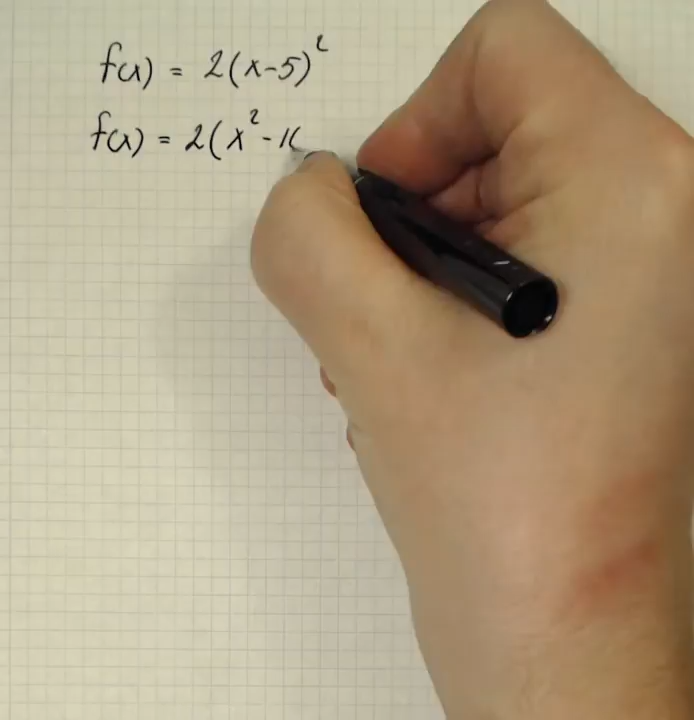 f(x) = 2(x-5)²
f(x) = 2(x²-1